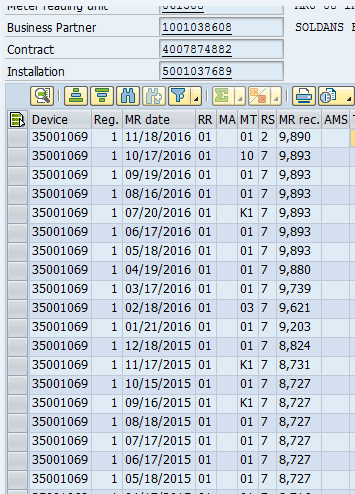 Meter reading unit
Business Partner 1001038608 SOLDANS
Contract 4007874882
Installation 5001037689
Device Reg. MR date RR MA MT RS MR rec. AMS
35001069 1 11/18/2016 01 01 2 9,890
35001069 1 10/17/2016 01 10 7 9,893
35001069 1 09/19/2016 01 01 7 9,893
35001069 1 08/16/2016 01 01 7 9,893
35001069 1 07/20/2016 01 K1 7 9,893
35001069 1 06/17/2016 01 01 7 9,893
35001069 1 05/18/2016 01 01 7 9,893
35001069 1 04/19/2016 01 01 7 9,880
35001069 1 03/17/2016 01 01 7 9,739
35001069 1 02/18/2016 01 03 7 9,621
35001069 1 01/21/2016 01 01 7 9,203
35001069 1 12/18/2015 01 01 7 8,824
35001069 1 11/17/2015 01 K1 7 8,731
35001069 1 10/15/2015 01 01 7 8,727
35001069 1 09/16/2015 01 K1 7 8,727
35001069 1 08/18/2015 01 01 7 8,727
35001069 1 07/17/2015 01 01 7 8,727
35001069 1 06/17/2015 01 01 7 8,727
35001069 1 05/18/2015 01 01 7 8,727